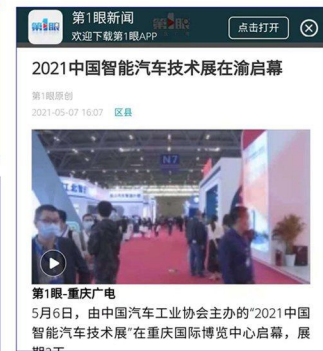 第1眼
第1眼新闻
欢迎下载第1眼APP
点击打开
2021中国智能汽车技术展在渝启幕
第1眼原创
2021-05-07 16:07 区县
N7
第1眼-重庆广电
5月6日，由中国汽车工业协会主办的“2021中国
智能汽车技术展”在重庆国际博览中心启幕，展